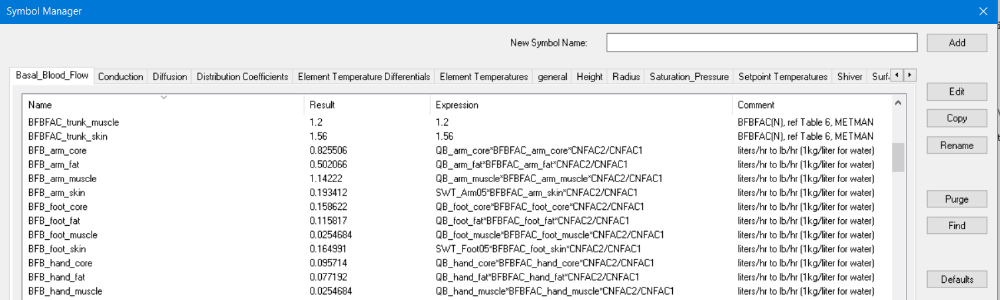 Symbol Manager
New Symbol Name: Add
Basal_Blood_Flow Conduction Diffusion Distribution Coefficients Element Temperature Differentials Element Temperatures general Height Radius Saturation_Pressure Setpoint Temperatures Shiver
Edit
Name Result Expression Comment
Copy
BFBFAC_trunk_muscle 1.2 1.2 BFBFAC(N), ref Table 6, METMAN
BFBFAC_trunk_skin 1.56 1.56 BFBFAC(N), ref Table 6, METMAN
Rename
BFB_arm_core 0.825506 QB_arm_core*BFBFAC_arm_core*CNFAC2/CNFAC1 liters/hr to lb/hr (1kg/liter for water)
BFB_arm_fat 0.502066 QB_arm_fat*BFBFAC_arm_fat*CNFAC2/CNFAC1 liters/hr to lb/hr (1kg/liter for water)
BFB_arm_muscle 1.14222 QB_arm_muscle*BFBFAC_arm_muscle*CNFAC2/CNFAC1 liters/hr to lb/hr (1kg/liter for water)
BFB_arm_skin 0.193412 SWT_Arm05*BFBFAC_arm_skin*CNFAC2/CNFAC1 liters/hr to lb/hr (1kg/liter for water)
Purge
BFB_foot_core 0.158622 QB_foot_core*BFBFAC_foot_core*CNFAC2/CNFAC1 liters/hr to lb/hr (1kg/liter for water)
BFB_foot_fat 0.115817 QB_foot_fat*BFBFAC_foot_fat*CNFAC2/CNFAC1 liters/hr to lb/hr (1kg/liter for water)
Find
BFB_foot_muscle 0.0254684 QB_foot_muscle*BFBFAC_foot_muscle*CNFAC2/CNFAC1 liters/hr to lb/hr (1kg/liter for water)
BFB_foot_skin 0.164991 SWT_Foot05*BFBFAC_foot_skin*CNFAC2/CNFAC1 liters/hr to lb/hr (1kg/liter for water)
BFB_hand_core 0.095714 QB_hand_core*BFBFAC_hand_core*CNFAC2/CNFAC1 liters/hr to lb/hr (1kg/liter for water)
BFB_hand_fat 0.077192 QB_hand_fat*BFBFAC_hand_fat*CNFAC2/CNFAC1 liters/hr to lb/hr (1kg/liter for water)
Defaults
BFB_hand_muscle 0.0254684 QB_hand_muscle*BFBFAC_hand_muscle*CNFAC2/CNFAC1 liters/hr to lb/hr (1kg/liter for water)